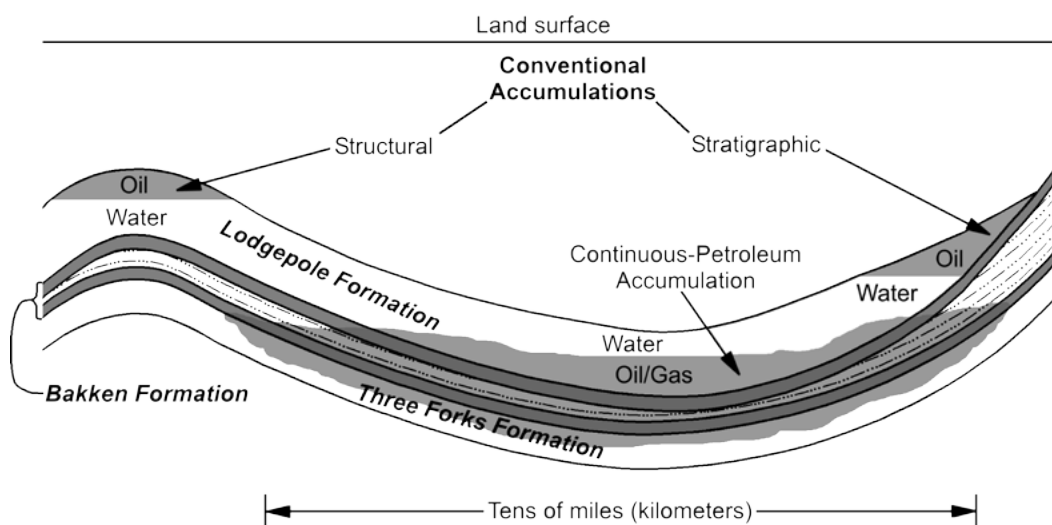 Land surface
Conventional
Accumulations
Structural
Stratigraphic
Oil
Water
Lodgepole Formation
Continuous-Petroleum
Accumulation
Oil
Water
Water
Oil/Gas
Bakken Formation
Three Forks Formation
Tens of miles (kilometers)